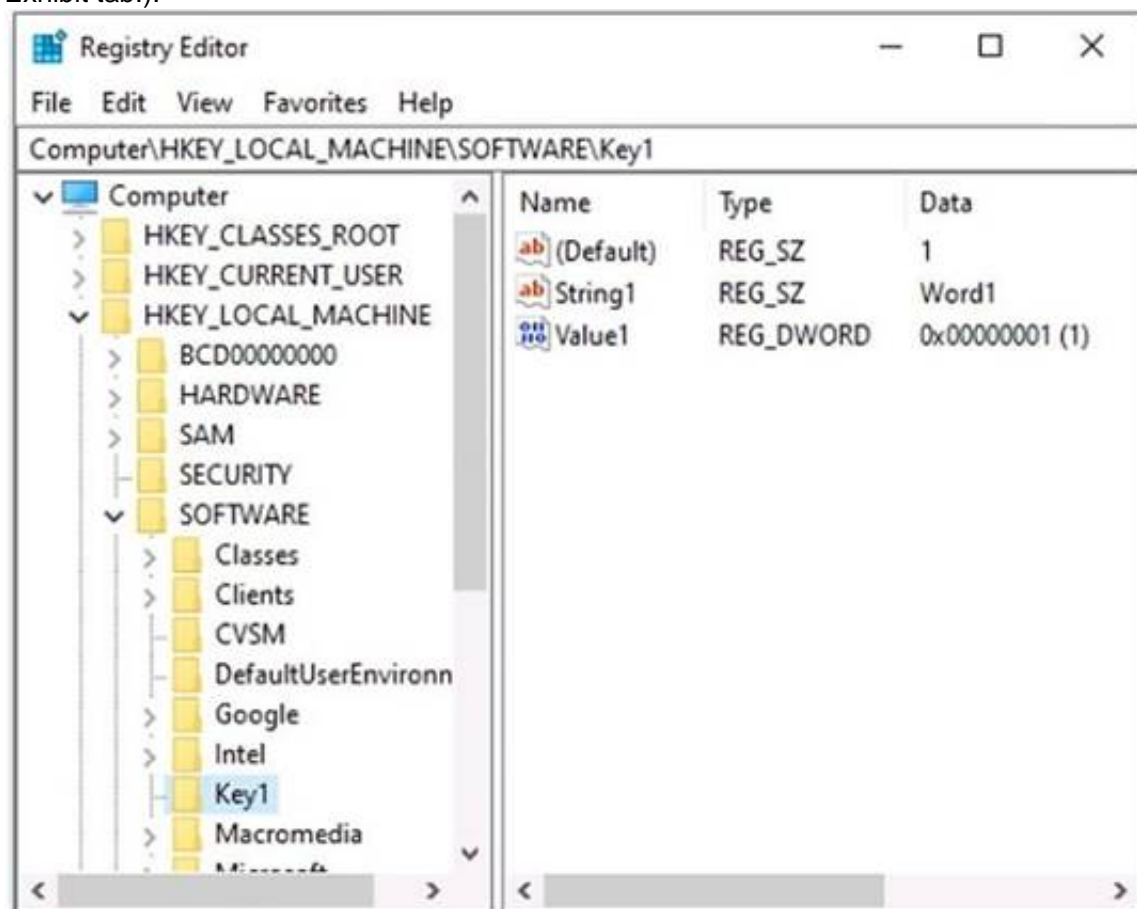 Exhibit tab.).
Registry Editor
File Edit View Favorites Help
Computer\HKEY_LOCAL_MACHINE\SOFTWARE\Key1
Computer
HKEY_CLASSES_ROOT
HKEY_CURRENT_USER
HKEY_LOCAL_MACHINE
BCD00000000
HARDWARE
SAM
SECURITY
SOFTWARE
Classes
Clients
CVSM
DefaultUserEnvironn
Google
Intel
Key1
Macromedia
Name Type Data
(Default) REG_SZ 1
String1 REG_SZ Word1
Value1 REG_DWORD 0x00000001 (1)